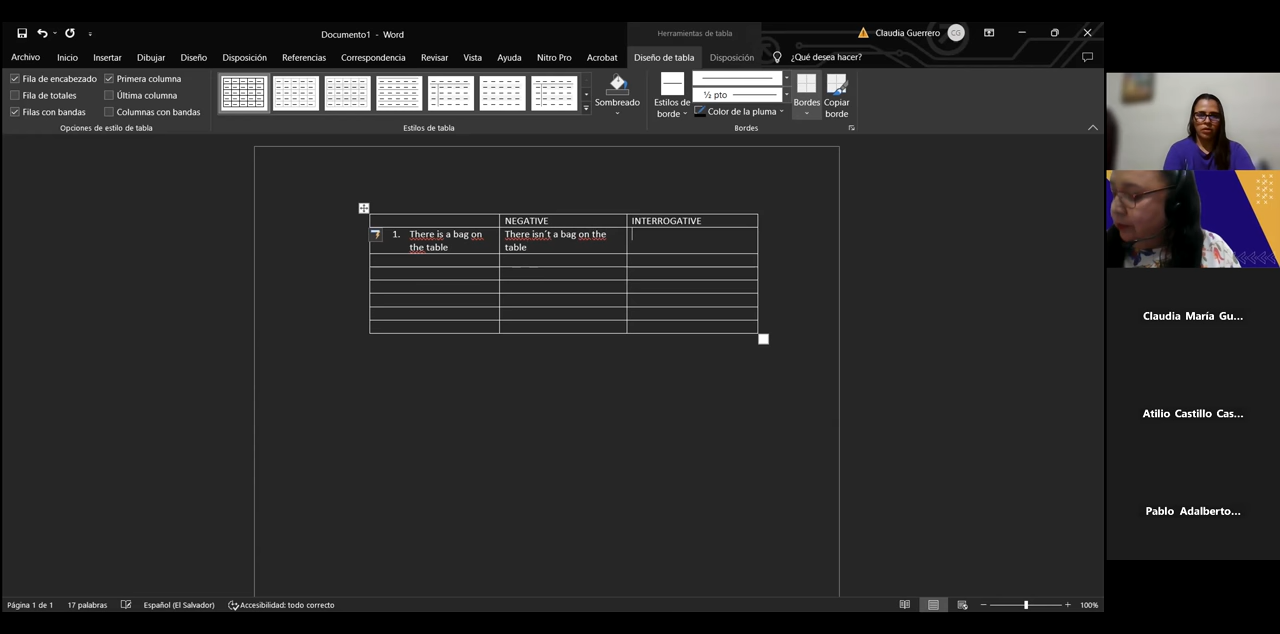 Documento1 - Word
Herramientas de tabla
Claudia Guerrero
CG
Archivo Inicio Insertar Dibujar Diseño Disposición Referencias Correspondencia Revisar Vista Ayuda Nitro Pro Acrobat Diseño de tabla Disposición ¿Qué desea hacer?
Fila de encabezado Primera columna
Fila de totales Última columna
Filas con bandas Columnas con bandas
Opciones de estilo de tabla
Estilos de tabla
Sombreado
Estilos de borde
½ pto
Color de la pluma
Bordes
Copiar borde
Bordes
NEGATIVE INTERROGATIVE
1. There is a bag on There isn't a bag on the
the table table
Claudia María Gu...
Atilio Castillo Cas...
Pablo Adalberto...
Página 1 de 1 17 palabras Español (El Salvador) Accesibilidad: todo correcto 100%